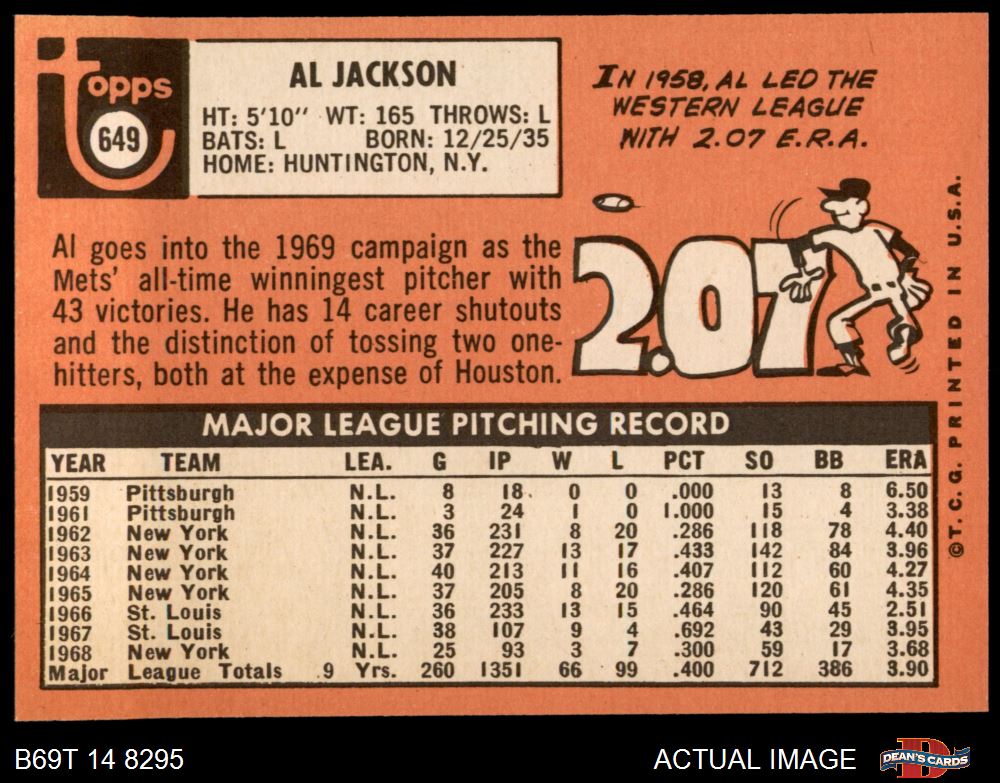 Topps
649
AL JACKSON
HT: 5'10" WT: 165 THROWS: L
BATS: L BORN: 12/25/35
HOME: HUNTINGTON, N.Y.
IN 1958, AL LED THE
WESTERN LEAGUE
WITH 2.07 E.R.A.
2.07
Al goes into the 1969 campaign as the
Mets' all-time winningest pitcher with
43 victories. He has 14 career shutouts
and the distinction of tossing two one-
hitters, both at the expense of Houston.
MAJOR LEAGUE PITCHING RECORD
YEAR TEAM LEA. G IP W L PCT SO BB ERA
1959 Pittsburgh N.L. 8 18 0 0 .000 13 8 6.50
1961 Pittsburgh N.L. 3 24 1 0 1.000 15 4 3.38
1962 New York N.L. 36 231 8 20 .286 118 78 4.40
1963 New York N.L. 37 227 13 17 .433 142 84 3.96
1964 New York N.L. 40 213 11 16 .407 112 60 4.27
1965 New York N.L. 37 205 8 20 .286 120 61 4.35
1966 St. Louis N.L. 36 233 13 15 .464 90 45 2.51
1967 St. Louis N.L. 38 107 9 4 .692 43 29 3.95
1968 New York N.L. 25 93 3 7 .300 59 17 3.68
Major League Totals 9 Yrs. 260 1351 66 99 .400 712 386 3.90
© T. C. G. PRINTED IN U.S.A.
B69T 14 8295
ACTUAL IMAGE
D
DEAN'S CARDS